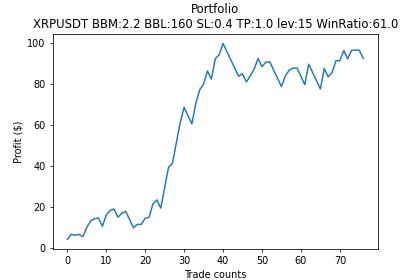 Portfolio
XRPUSDT BBM:2.2 BBL:160 SL:0.4 TP:1.0 lev:15 WinRatio:61.0
100
80
60
40
20
0
Profit ($)
0 10 20 30 40 50 60 70
Trade counts